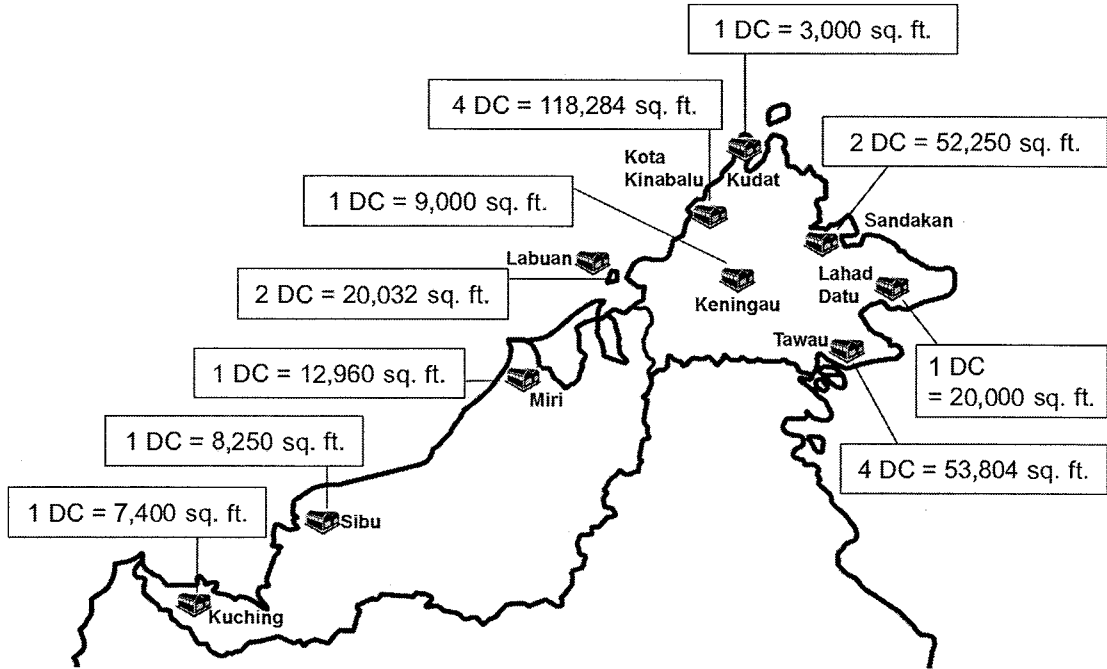 1 DC = 3,000 sq. ft.
4 DC = 118,284 sq. ft.
2 DC = 52,250 sq. ft.
Kota
Kinabalu
Kudat
1 DC = 9,000 sq. ft.
Sandakan
Labuan
Lahad
Datu
2 DC = 20,032 sq. ft.
Keningau
Tawau
1 DC
= 20,000 sq. ft.
1 DC = 12,960 sq. ft.
Miri
1 DC = 8,250 sq. ft.
4 DC = 53,804 sq. ft.
1 DC = 7,400 sq. ft.
Sibu
Kuching